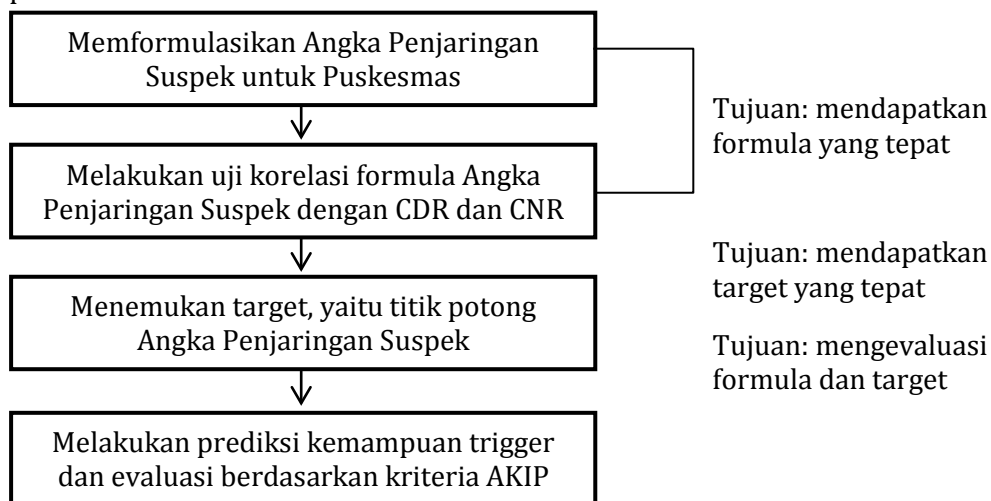 Memformulasikan Angka Penjaringan
Suspek untuk Puskesmas
Tujuan: mendapatkan
formula yang tepat
Melakukan uji korelasi formula Angka
Penjaringan Suspek dengan CDR dan CNR
Tujuan: mendapatkan
target yang tepat
Menemukan target, yaitu titik potong
Angka Penjaringan Suspek
Tujuan: mengevaluasi
formula dan target
Melakukan prediksi kemampuan trigger
dan evaluasi berdasarkan kriteria AKIP